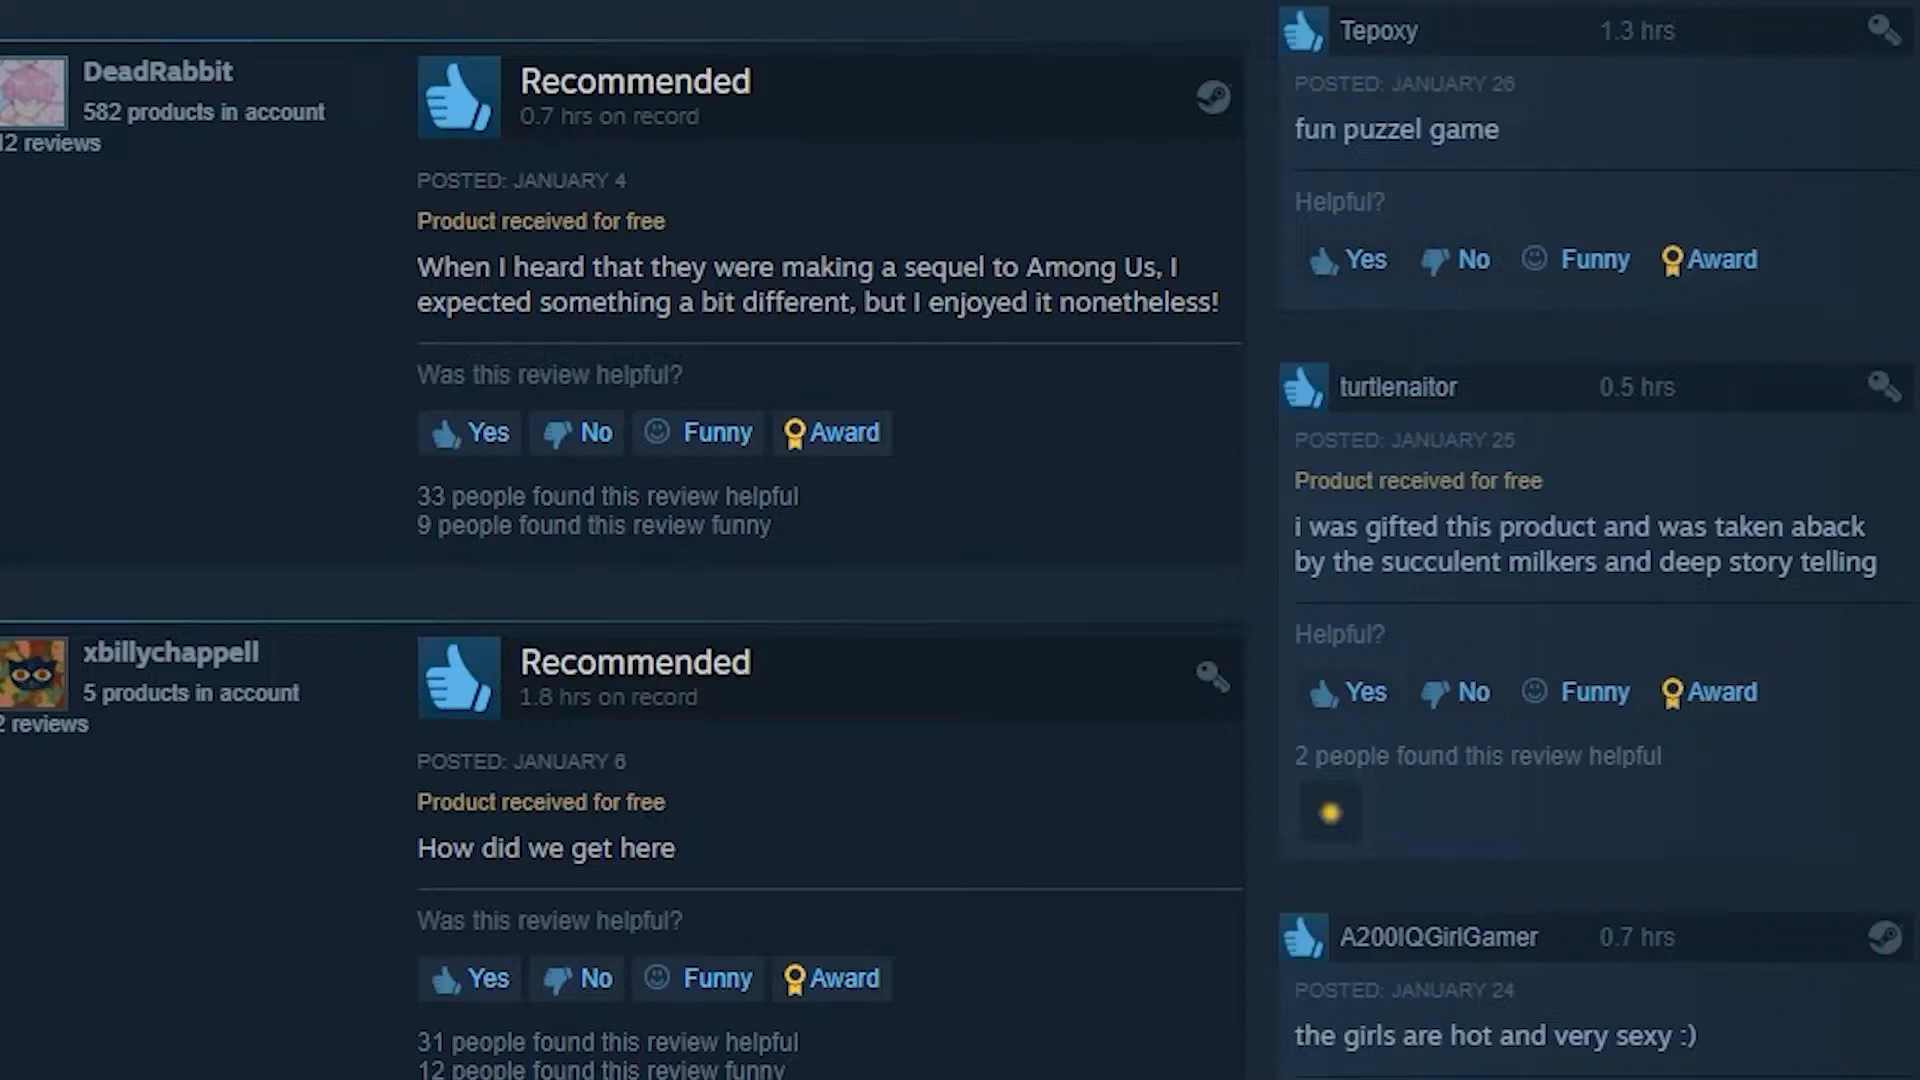 DeadRabbit
582 products in account
12 reviews
Recommended
0.7 hrs on record
POSTED: JANUARY 4
Product received for free
When I heard that they were making a sequel to Among Us, I
expected something a bit different, but I enjoyed it nonetheless!
Was this review helpful?
Yes No Funny Award
33 people found this review helpful
9 people found this review funny
xbillychappell
5 products in account
2 reviews
Recommended
1.8 hrs on record
POSTED: JANUARY 6
Product received for free
How did we get here
Was this review helpful?
Yes No Funny Award
31 people found this review helpful
12 people found this review funny
Tepoxy 1.3 hrs
POSTED: JANUARY 26
fun puzzel game
Helpful?
Yes No Funny Award
turtlenaitor 0.5 hrs
POSTED: JANUARY 25
Product received for free
i was gifted this product and was taken aback
by the succulent milkers and deep story telling
Helpful?
Yes No Funny Award
2 people found this review helpful
A200IQGirlGamer 0.7 hrs
POSTED: JANUARY 24
the girls are hot and very sexy :)